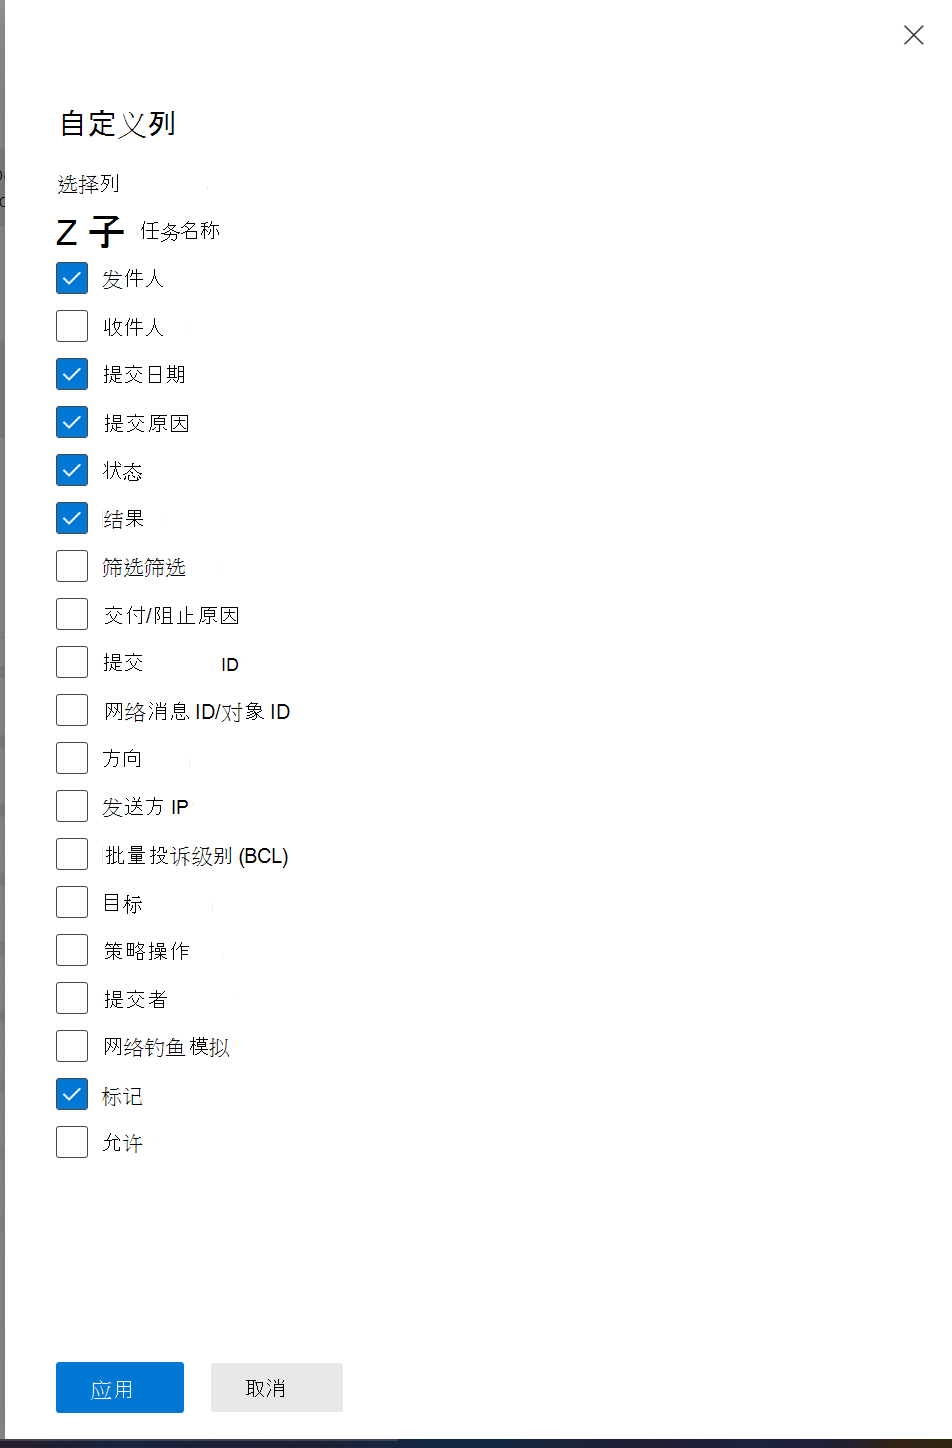 自定义列
选择列
Z 子 任务名称
发件人
收件人
提交日期
提交原因
状态
结果
筛选筛选
交付/阻止原因
提交 ID
网络消息 ID/对象 ID
方向
发送方 IP
批量投诉级别 (BCL)
目标
策略操作
提交者
网络钓鱼模拟
标记
允许
应用 取消